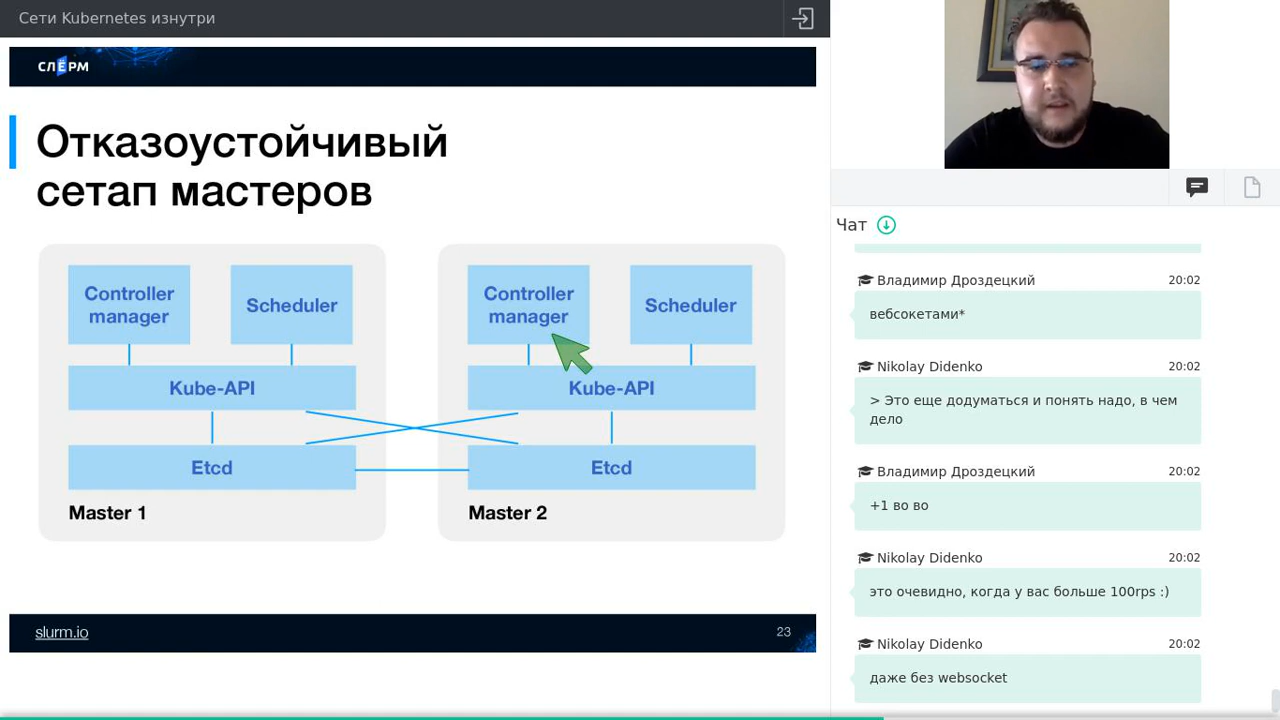 Сети Kubernetes изнутри
СЛЁРМ
Отказоустойчивый
сетап мастеров
Controller
manager
Scheduler
Kube-API
Etcd
Master 1
Controller
manager
Scheduler
Kube-API
Etcd
Master 2
slurm.io
23
Чат
Владимир Дроздецкий 20:02
вебсокетами*
Nikolay Didenko 20:02
> Это еще додуматься и понять надо, в чем
дело
Владимир Дроздецкий 20:02
+1 во во
Nikolay Didenko 20:02
это очевидно, когда у вас больше 100rps :)
Nikolay Didenko 20:02
даже без websocket